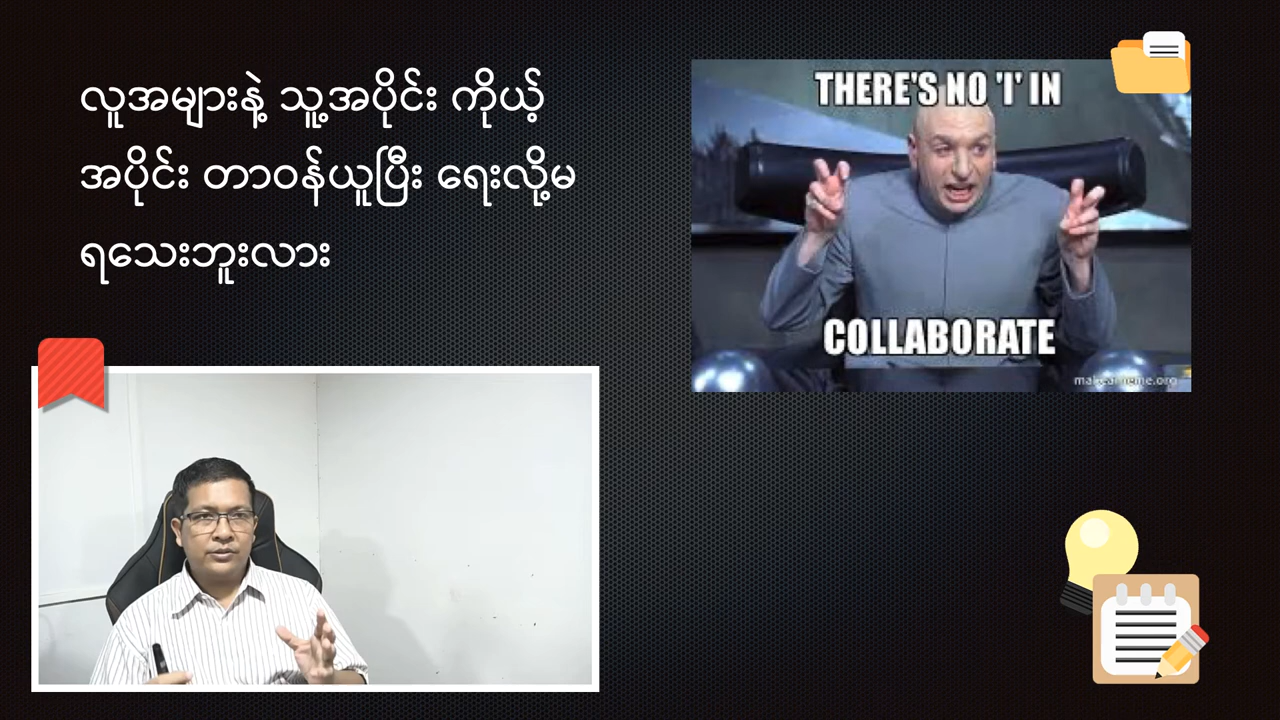 လူအများနဲ့ သူ့အပိုင်း ကိုယ့်
အပိုင်း တာဝန်ယူပြီး ရေးလို့မ
ရသေးဘူးလား
THERE'S NO 'I' IN
COLLABORATE